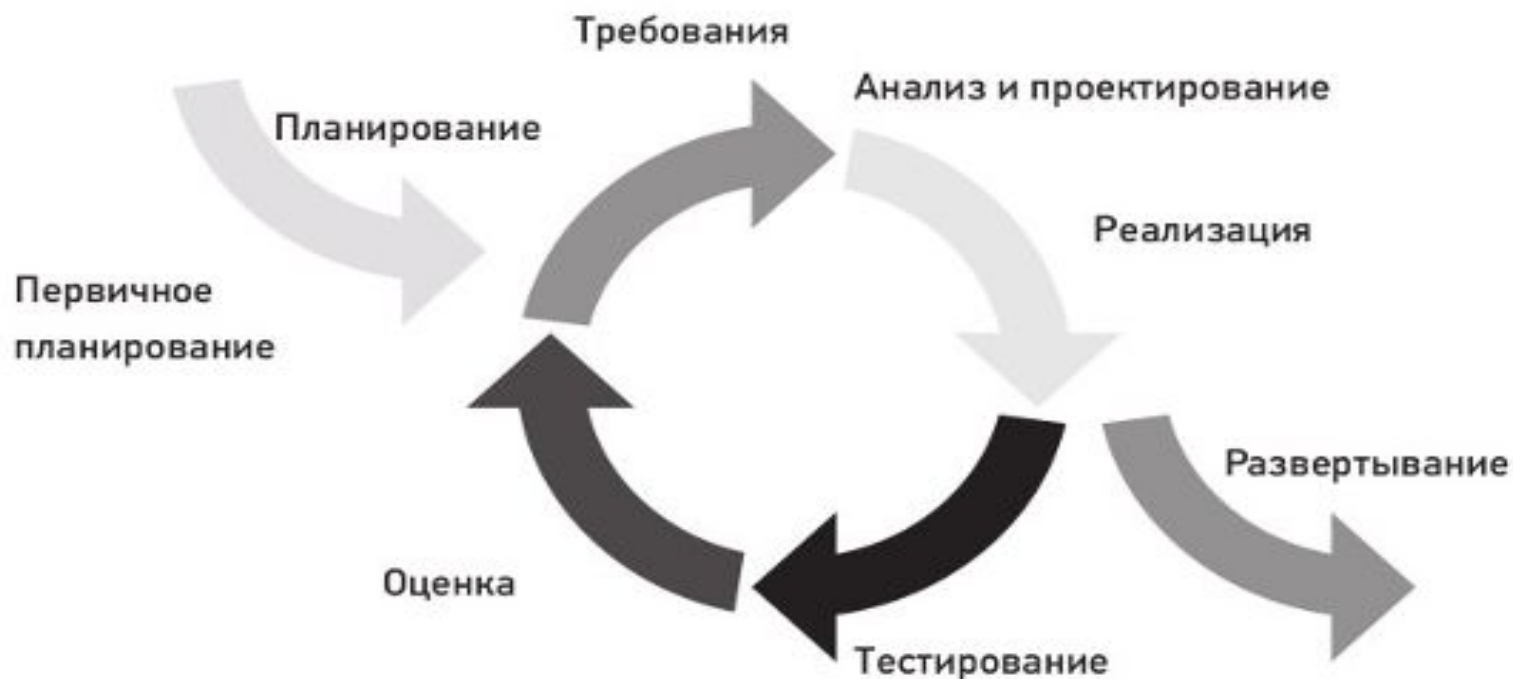 Требования
Анализ и проектирование
Планирование
Реализация
Первичное
планирование
Развертывание
Оценка
Тестирование